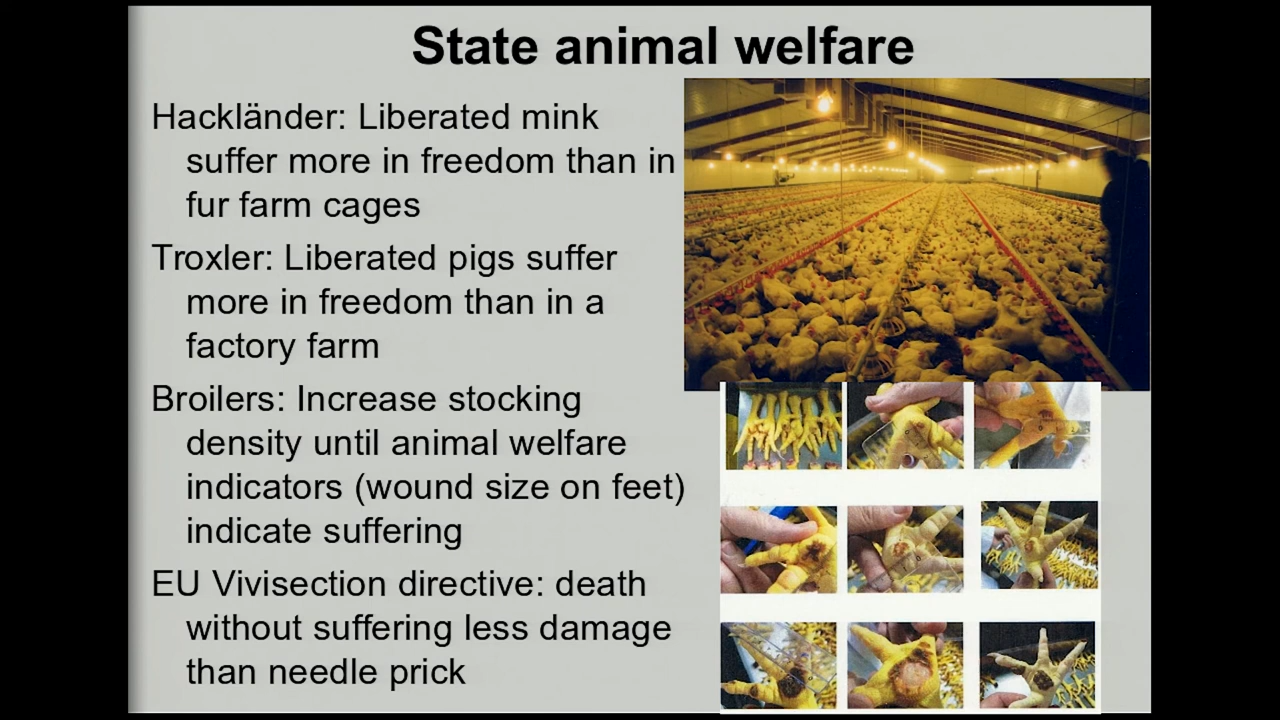 State animal welfare
Hackländer: Liberated mink
suffer more in freedom than in
fur farm cages
Troxler: Liberated pigs suffer
more in freedom than in a
factory farm
Broilers: Increase stocking
density until animal welfare
indicators (wound size on feet)
indicate suffering
EU Vivisection directive: death
without suffering less damage
than needle prick